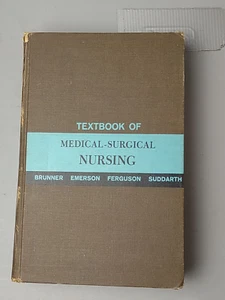 TEXTBOOK OF
MEDICAL-SURGICAL
NURSING
BRUNNER EMERSON FERGUSON SUDDARTH